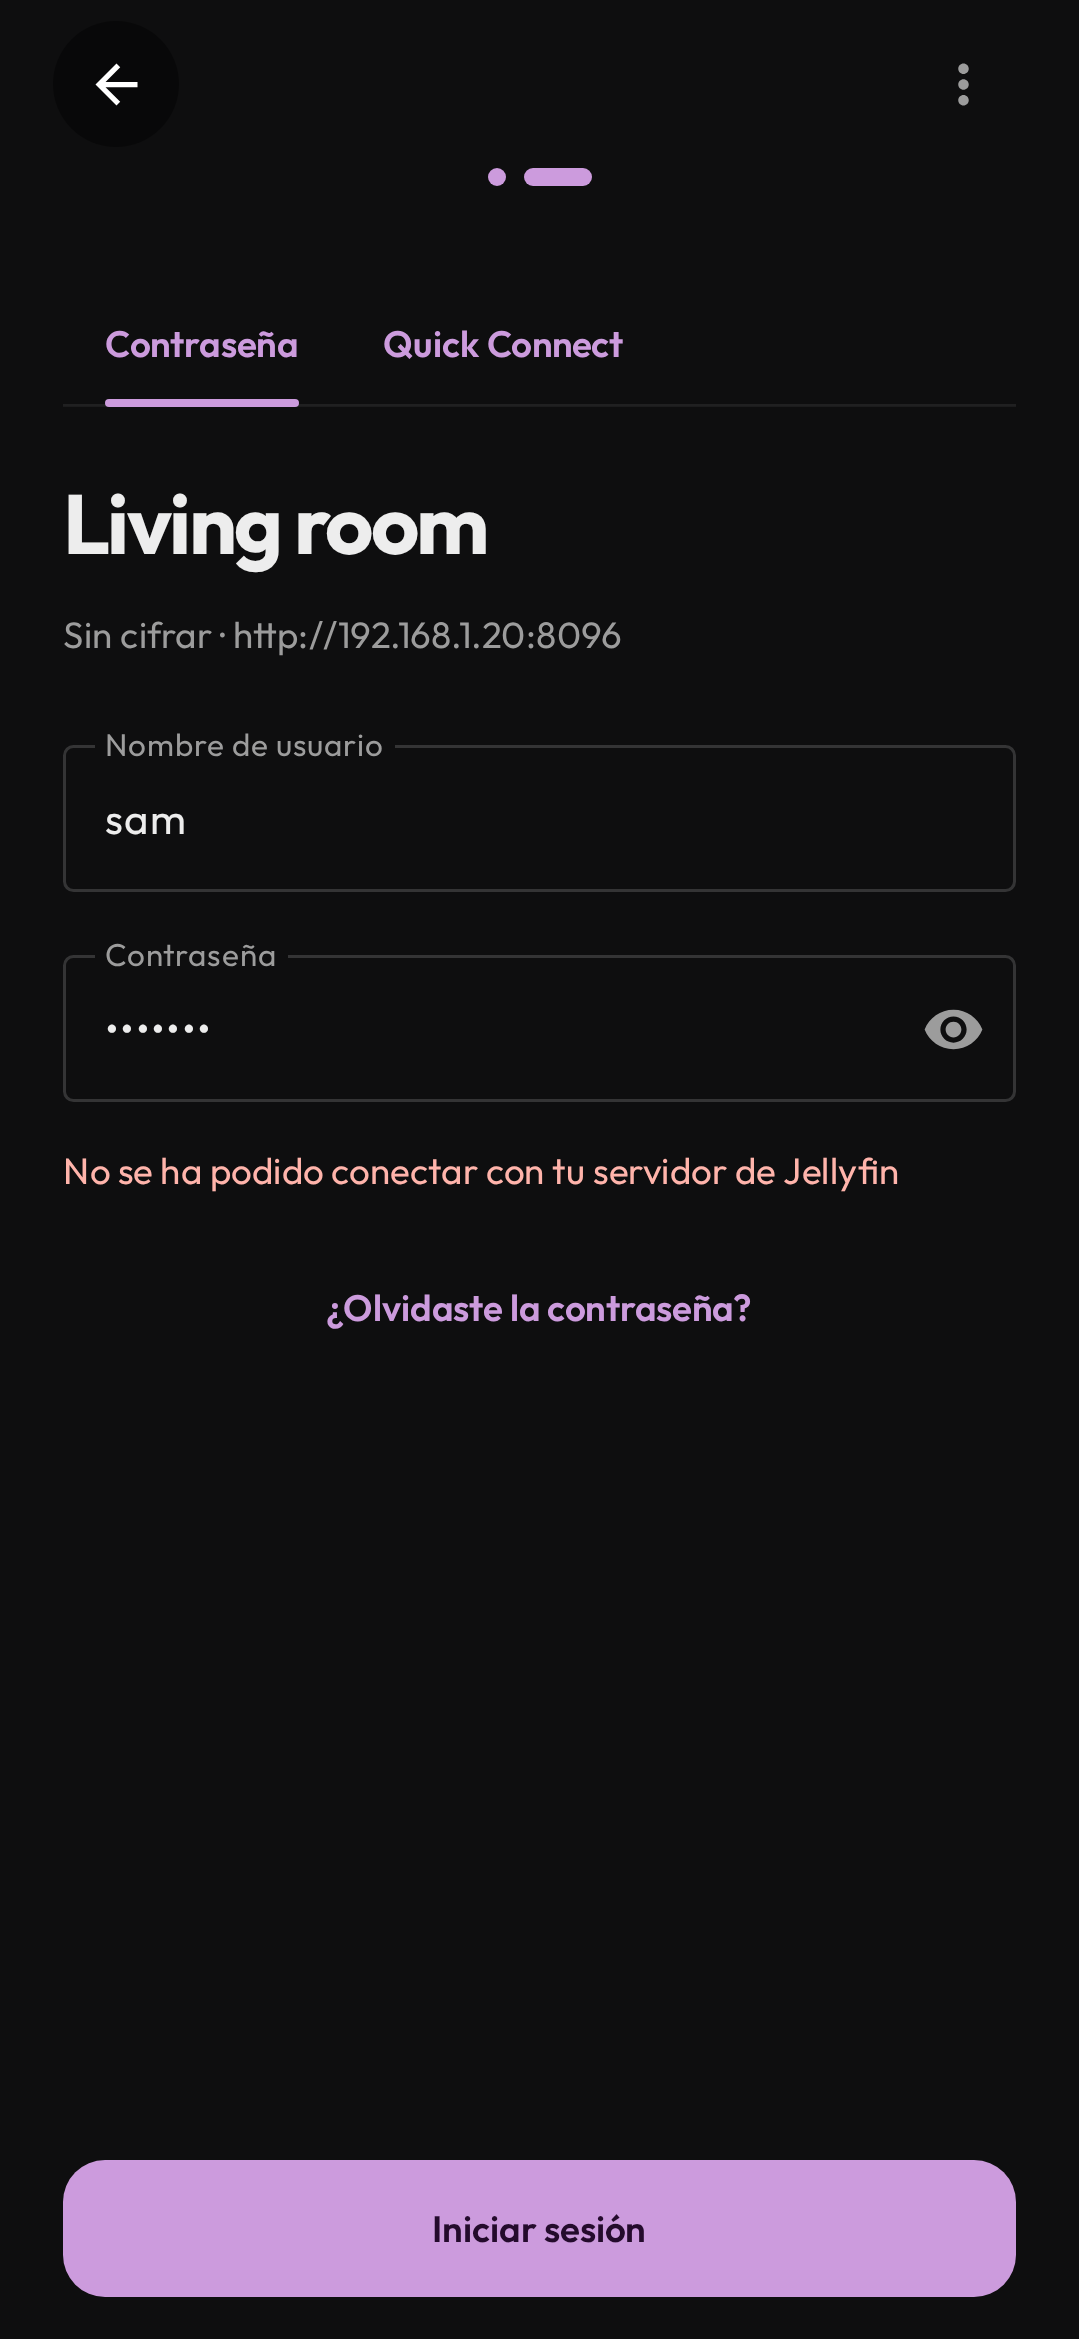 Contraseña
Quick Connect
Living room
Sin cifrar · http://192.168.1.20:8096
Nombre de usuario
sam
Contraseña
•••••••
No se ha podido conectar con tu servidor de Jellyfin
¿Olvidaste la contraseña?
Iniciar sesión